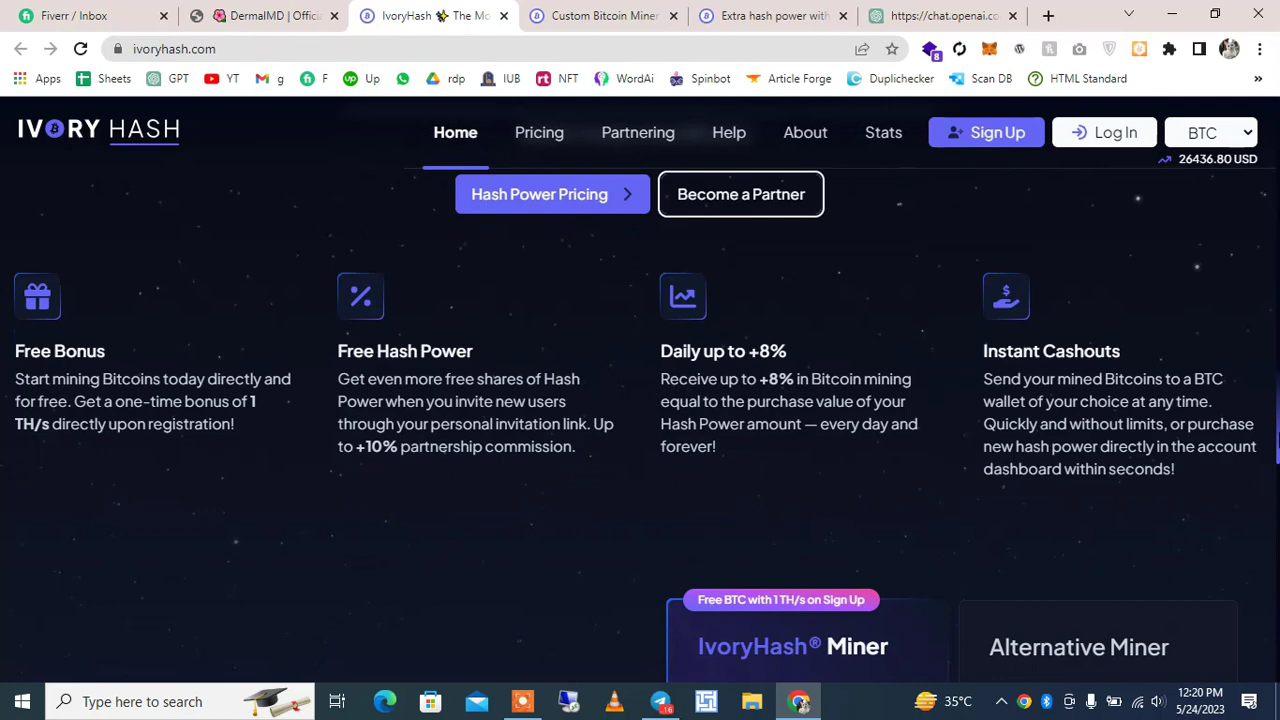 Fiverr / Inbox
DermaIMD | Officia
IvoryHash ✨ The Mo
Custom Bitcoin Miner
Extra hash power with
https://chat.openai.co
ivoryhash.com
8
Apps
Sheets
GPT
YT
g
F
Up
rdp
IUB
NFT
WordAi
Spinbot
Article Forge
Duplichecker
Scan DB
HTML Standard
IVORY HASH
Home
Pricing
Partnering
Help
About
Stats
Sign Up
Log In
BTC
26436.80 USD
Hash Power Pricing
Become a Partner
Free Bonus
Start mining Bitcoins today directly and
for free. Get a one-time bonus of 1
TH/s directly upon registration!
Free Hash Power
Get even more free shares of Hash
Power when you invite new users
through your personal invitation link. Up
to +10% partnership commission.
Daily up to +8%
Receive up to +8% in Bitcoin mining
equal to the purchase value of your
Hash Power amount — every day and
forever!
Instant Cashouts
Send your mined Bitcoins to a BTC
wallet of your choice at any time.
Quickly and without limits, or purchase
new hash power directly in the account
dashboard within seconds!
Free BTC with 1 TH/s on Sign Up
IvoryHash® Miner
Alternative Miner
Type here to search
16
35°C
12:20 PM
5/24/2023